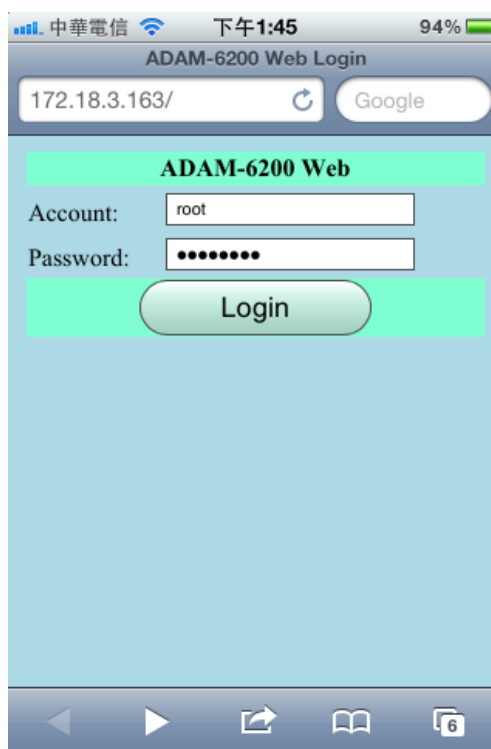 中華電信 下午1:45 94%
ADAM-6200 Web Login
172.18.3.163/ Google
ADAM-6200 Web
Account: root
Password: ••••••••
Login
6